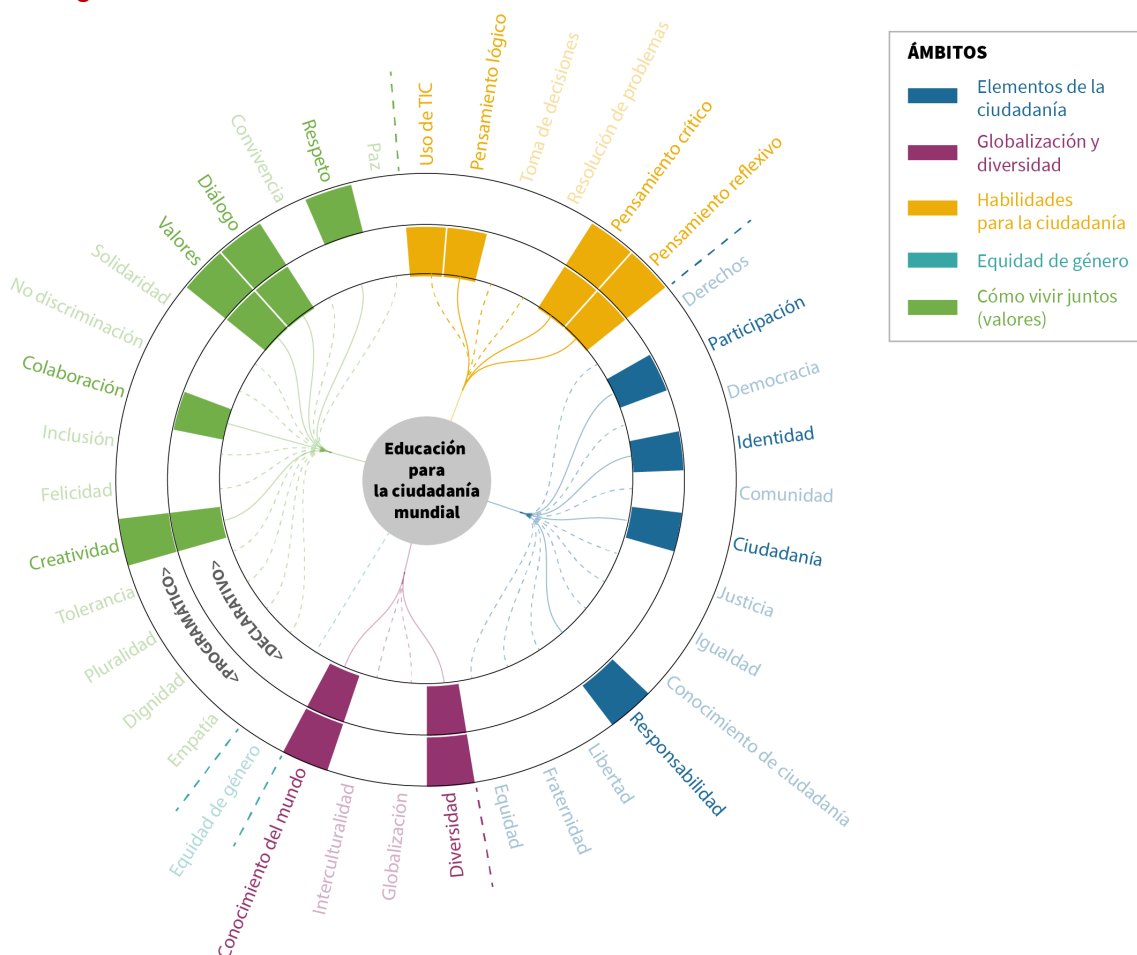 ÁMBITOS
Elementos de la
ciudadanía
Globalización y
diversidad
Habilidades
para la ciudadanía
Equidad de género
Cómo vivir juntos
(valores)
Educación
para
la ciudadanía
mundial
Uso de TIC
Pensamiento lógico
Toma de decisiones
Resolución de problemas
Pensamiento crítico
Pensamiento reflexivo
Derechos
Participación
Democracia
Identidad
Comunidad
Ciudadanía
Justicia
Igualdad
Conocimiento de ciudadanía
Responsabilidad
Libertad
Fraternidad
Equidad
Diversidad
Globalización
Interculturalidad
Conocimiento del mundo
Equidad de género
Empatía
Dignidad
Pluralidad
Tolerancia
Creatividad
Felicidad
Inclusión
Colaboración
No discriminación
Solidaridad
Valores
Diálogo
Convivencia
Respeto
Paz
<PROGRAMÁTICO>
<DECLARATIVO>